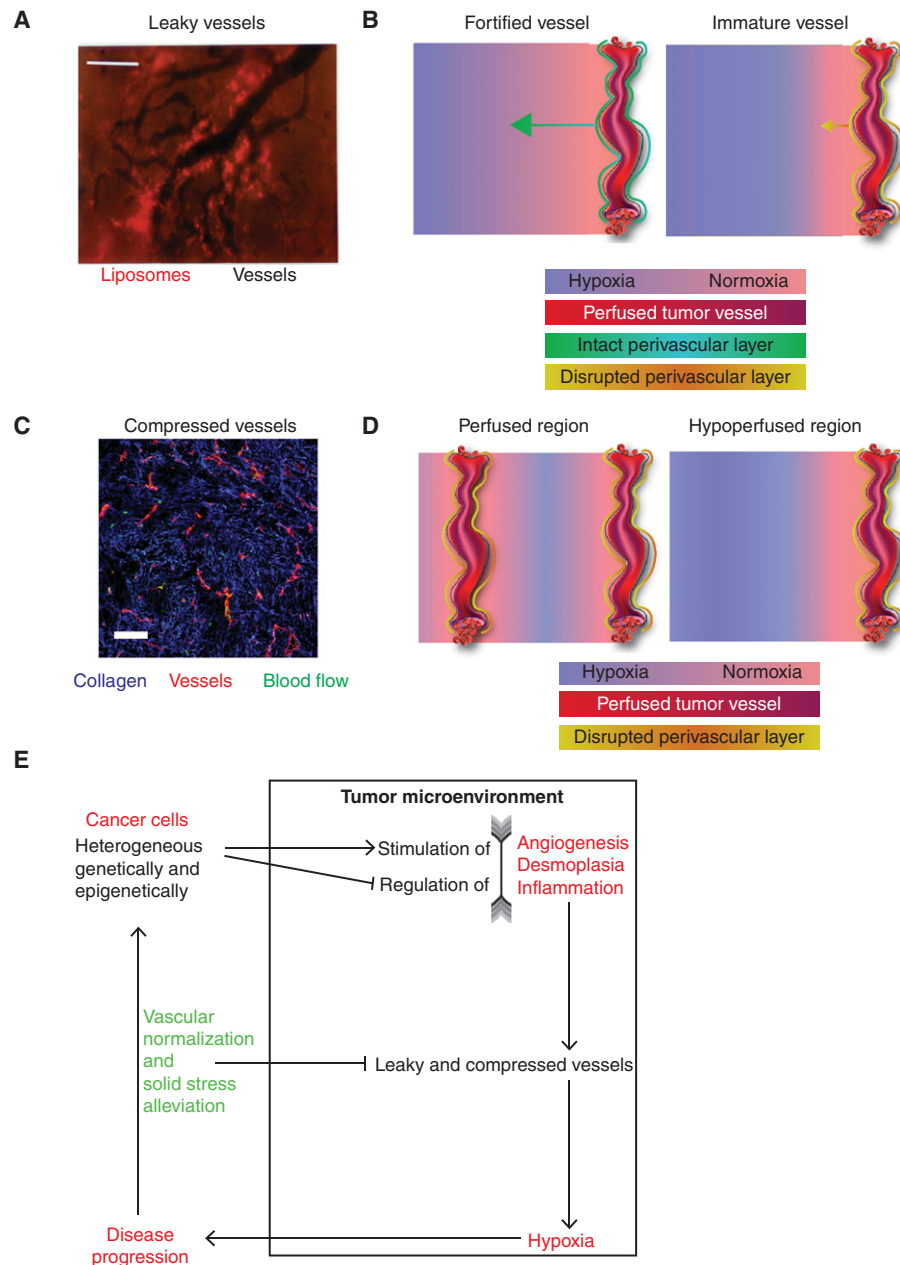 A
Leaky vessels
Liposomes Vessels
B
Fortified vessel Immature vessel
Hypoxia Normoxia
Perfused tumor vessel
Intact perivascular layer
Disrupted perivascular layer
C
Compressed vessels
Collagen Vessels Blood flow
D
Perfused region Hypoperfused region
Hypoxia Normoxia
Perfused tumor vessel
Disrupted perivascular layer
E
Tumor microenvironment
Cancer cells
Heterogeneous
genetically and
epigenetically
Stimulation of
Regulation of
Angiogenesis
Desmoplasia
Inflammation
Vascular
normalization
and
solid stress
alleviation
Leaky and compressed vessels
Disease
progression
Hypoxia